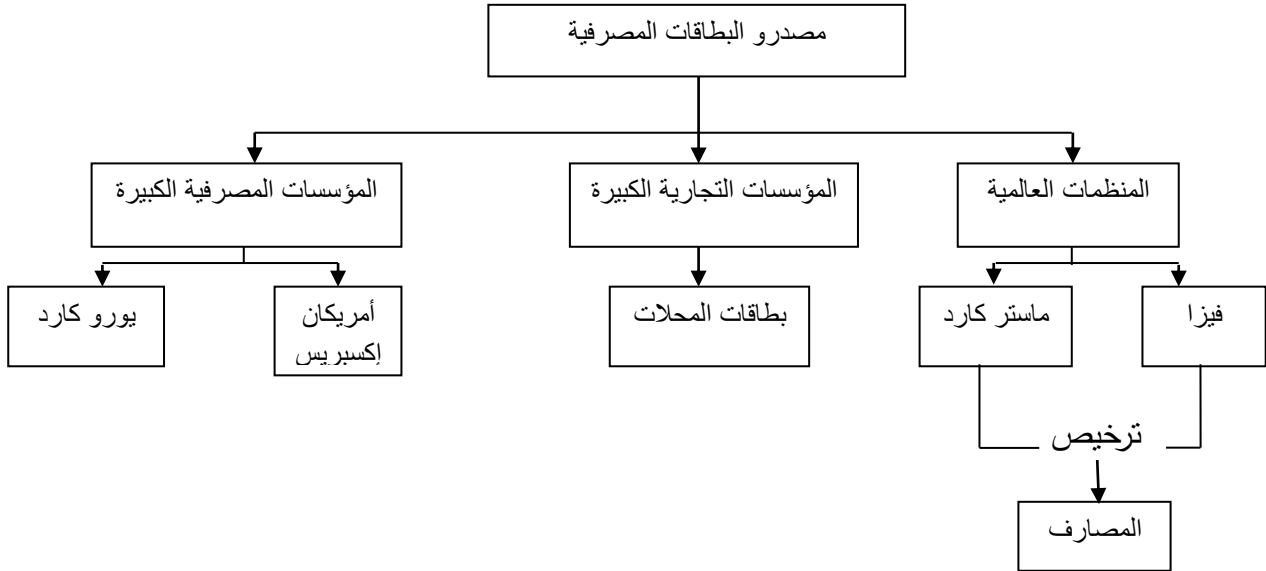 مصدرو البطاقات المصرفية
المنظمات العالمية
المؤسسات التجارية الكبيرة
المؤسسات المصرفية الكبيرة
فيزا
ماستر كارد
بطاقات المحلات
أمريكان
إكسبريس
يورو كارد
ترخيص
المصارف